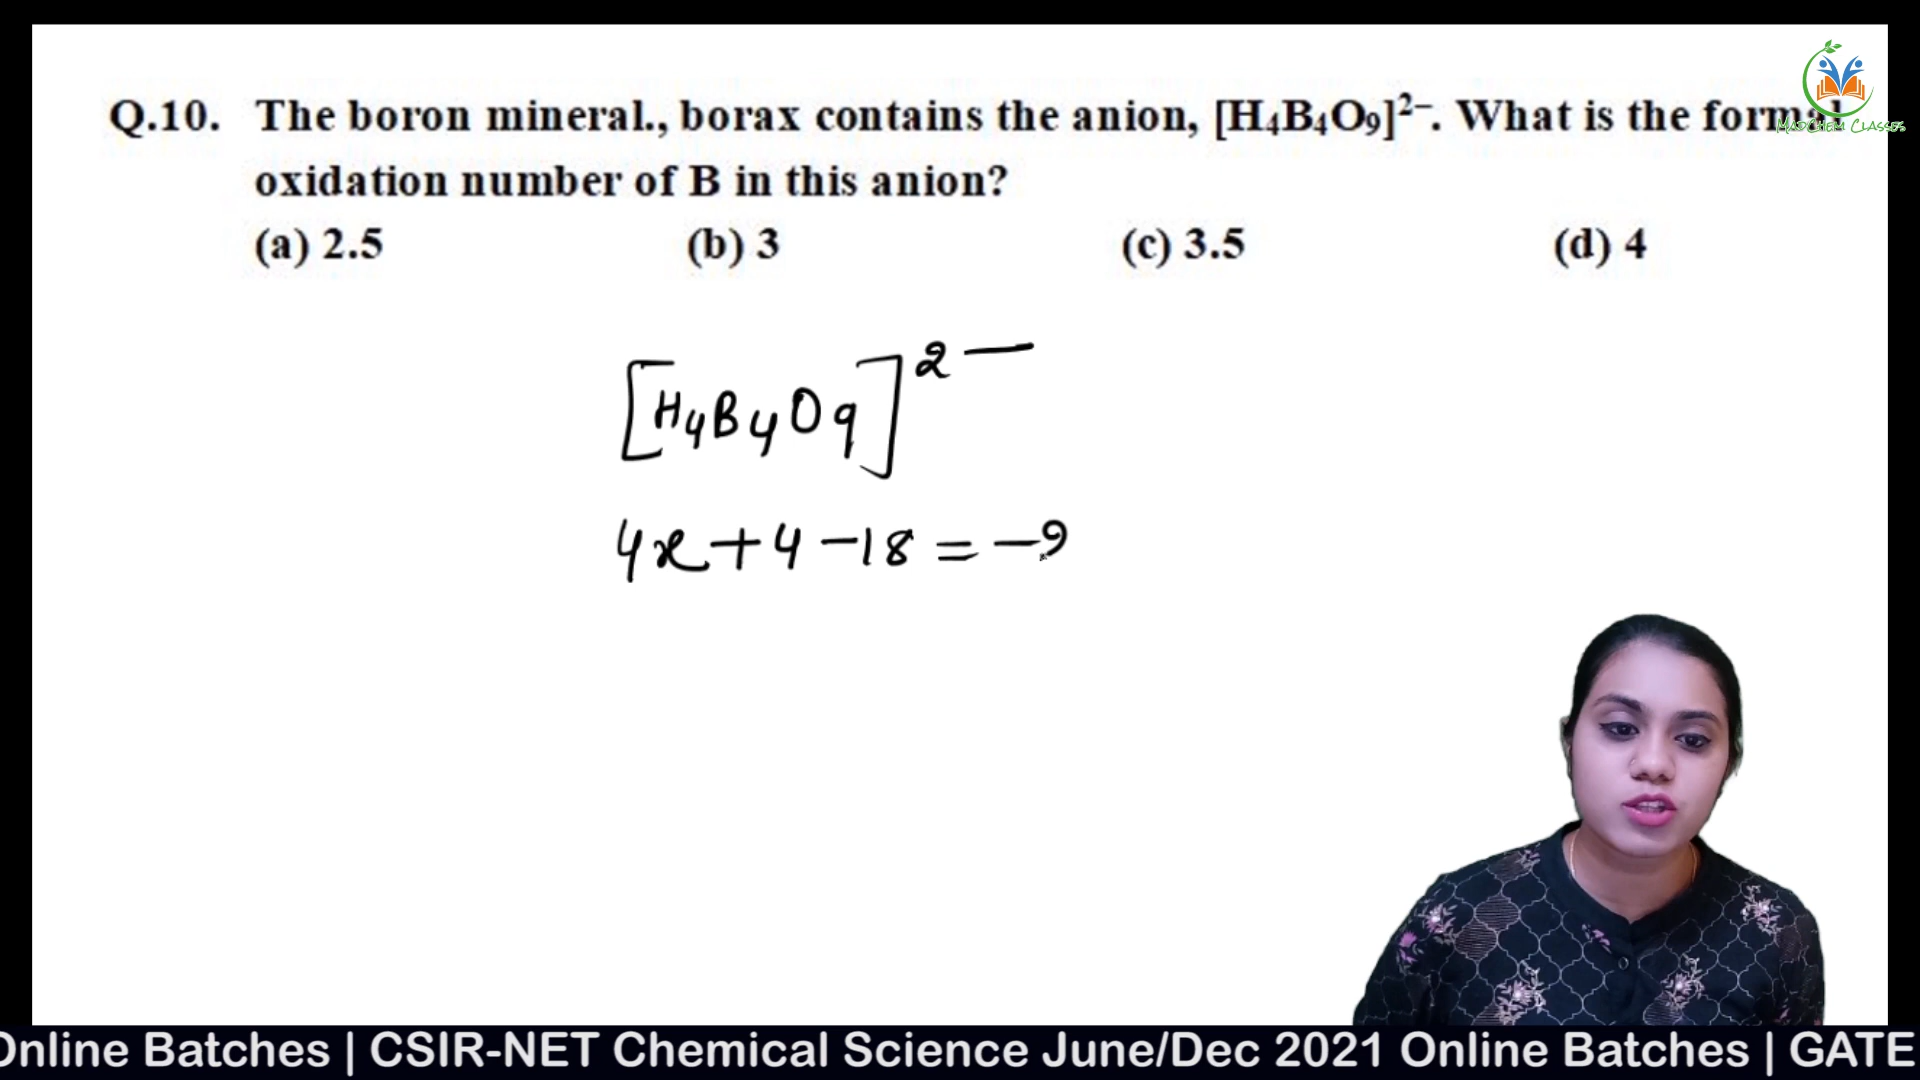 MadChem Classes
Q.10. The boron mineral., borax contains the anion, [H₄B₄O₉]²⁻. What is the formal
oxidation number of B in this anion?
(a) 2.5 (b) 3 (c) 3.5 (d) 4
[H₄B₄O₉]²⁻
4x + 4 - 18 = -9
Online Batches | CSIR-NET Chemical Science June/Dec 2021 Online Batches | GATE